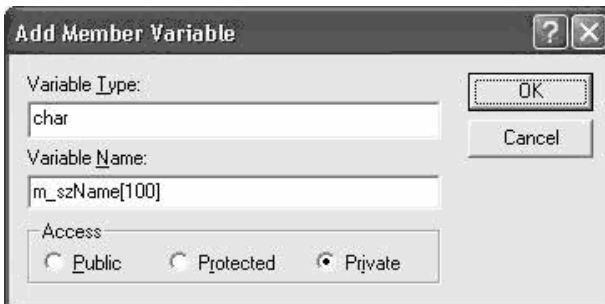 Add Member Variable
Variable Type:
OK
char
Cancel
Variable Name:
m_szName[100]
Access
Public Protected Private